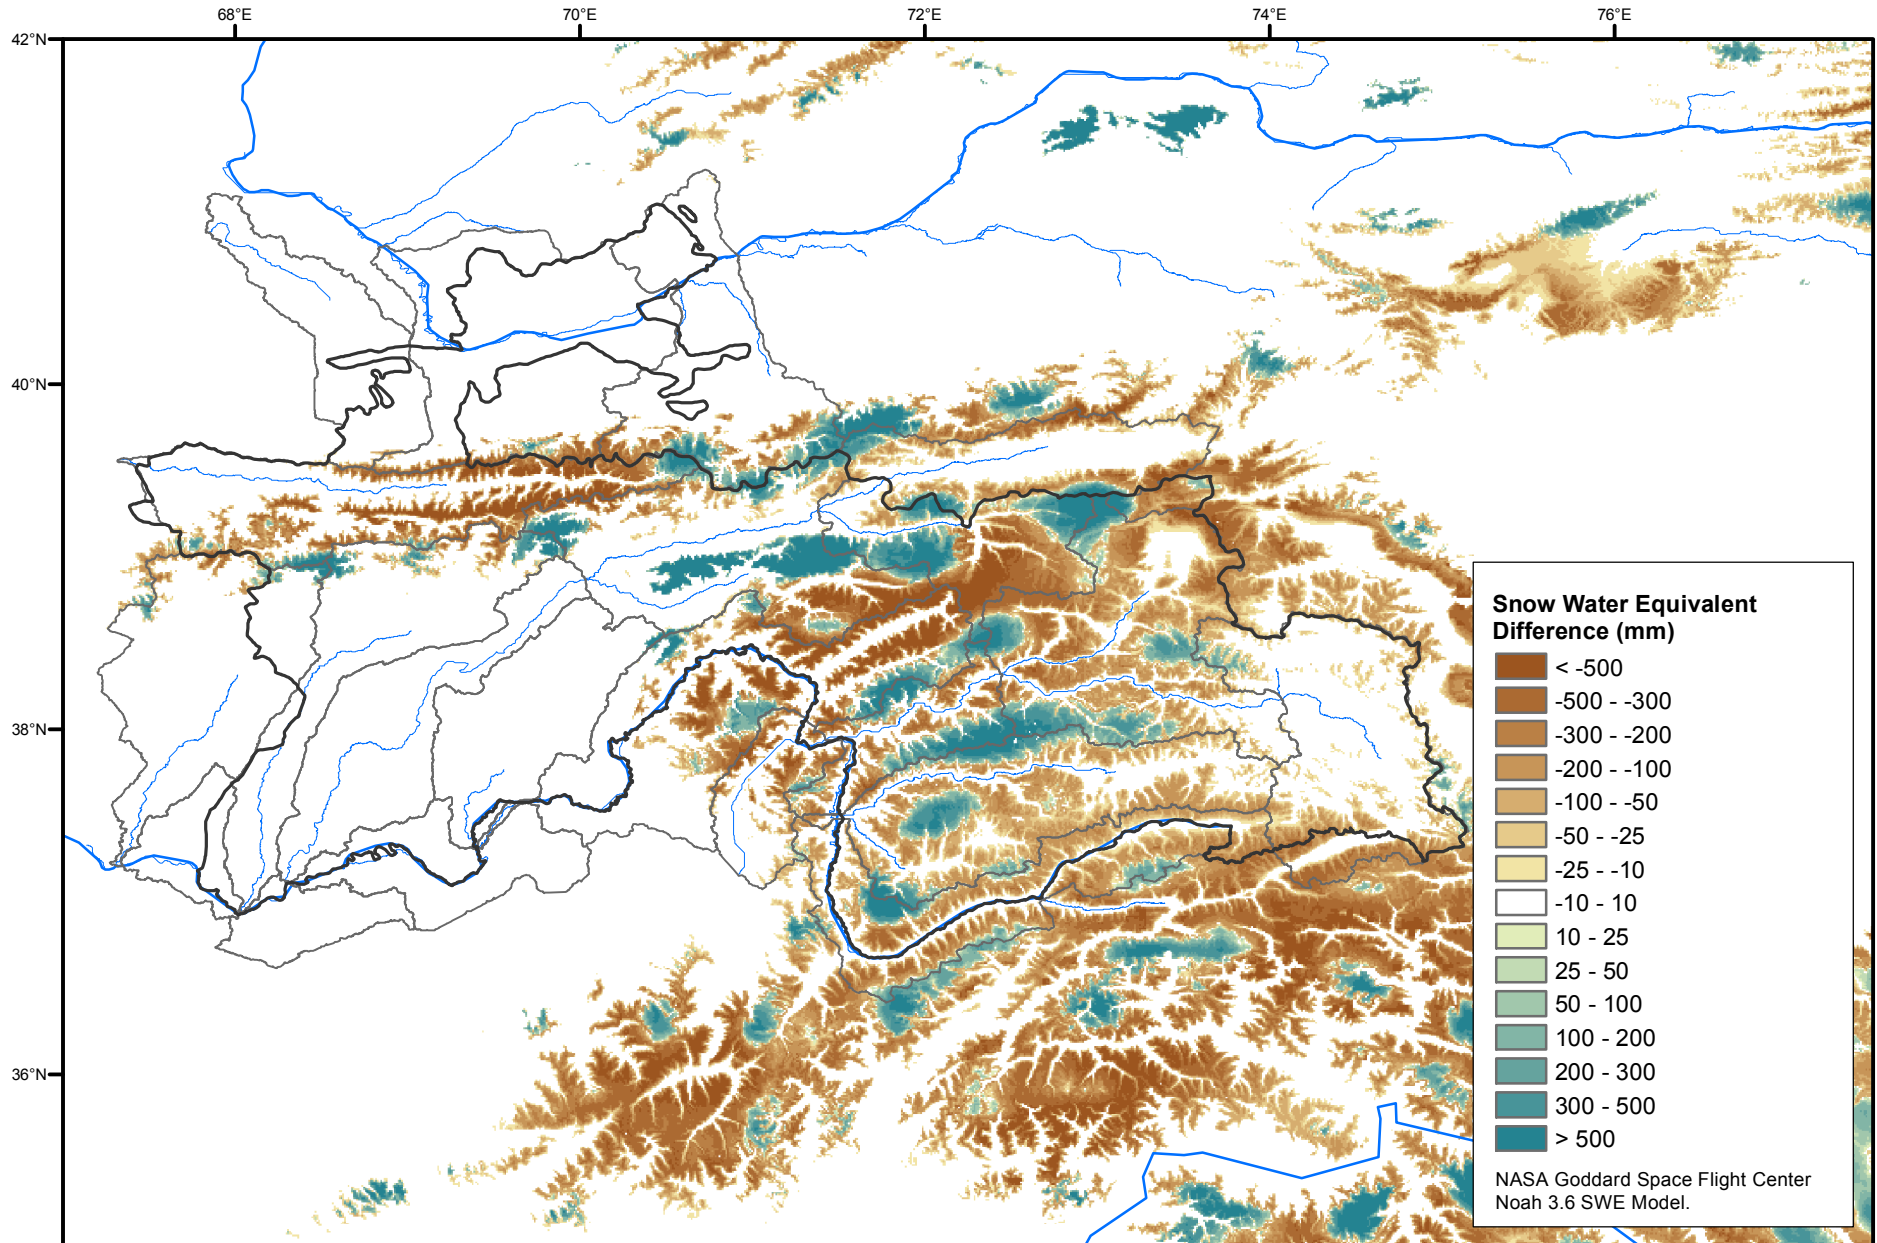 68°E
70°E
72°E
74°E
76°E
42°N
40°N
38°N
36°N
Snow Water Equivalent
Difference (mm)
< -500
-500 - -300
-300 - -200
-200 - -100
-100 - -50
-50 - -25
-25 - -10
-10 - 10
10 - 25
25 - 50
50 - 100
100 - 200
200 - 300
300 - 500
> 500
NASA Goddard Space Flight Center
Noah 3.6 SWE Model.